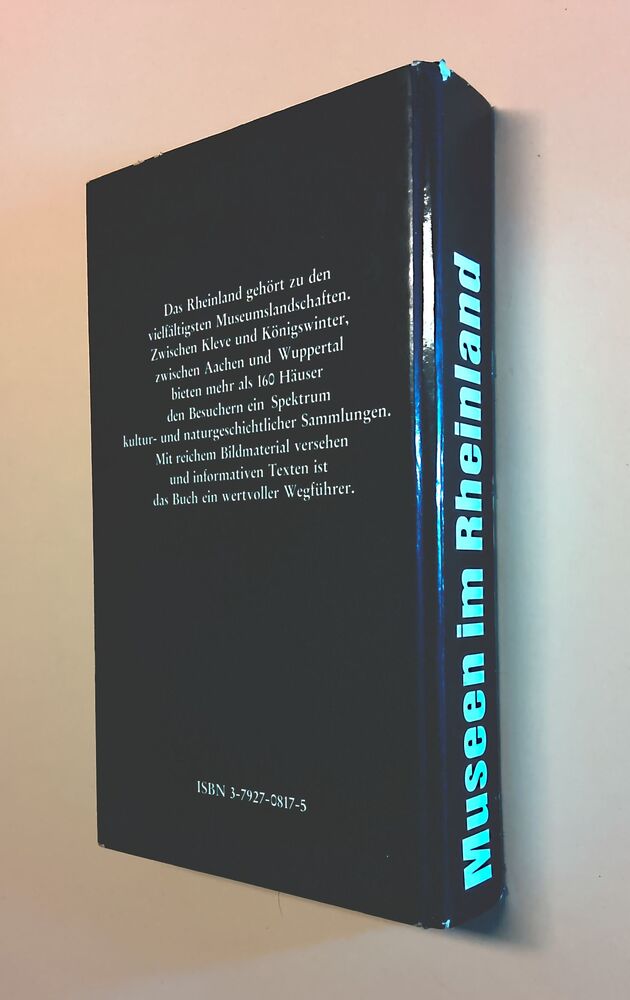 Das Rheinland gehört zu den
vielfältigsten Museumslandschaften.
Zwischen Kleve und Königswinter,
zwischen Aachen und Wuppertal
bieten mehr als 160 Häuser
den Besuchern ein Spektrum
kultur- und naturgeschichtlicher Sammlungen.
Mit reichem Bildmaterial versehen
und informativen Texten ist
das Buch ein wertvoller Wegführer.
ISBN 3-7927-0817-5
Museen im Rheinland